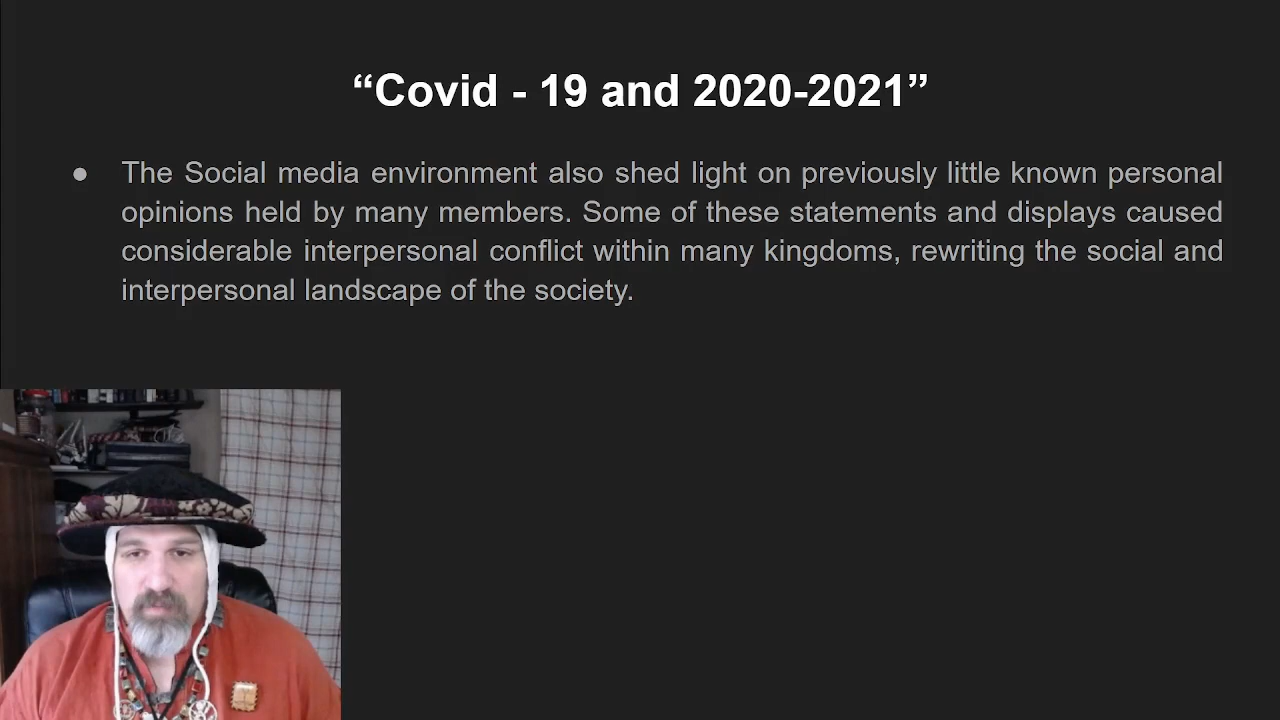 “Covid - 19 and 2020-2021”
● The Social media environment also shed light on previously little known personal
opinions held by many members. Some of these statements and displays caused
considerable interpersonal conflict within many kingdoms, rewriting the social and
interpersonal landscape of the society.